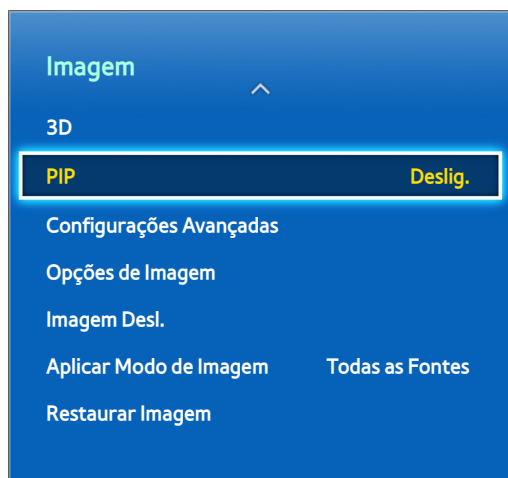 Imagem
3D
PIP Deslig.
Configurações Avançadas
Opções de Imagem
Imagem Desl.
Aplicar Modo de Imagem Todas as Fontes
Restaurar Imagem